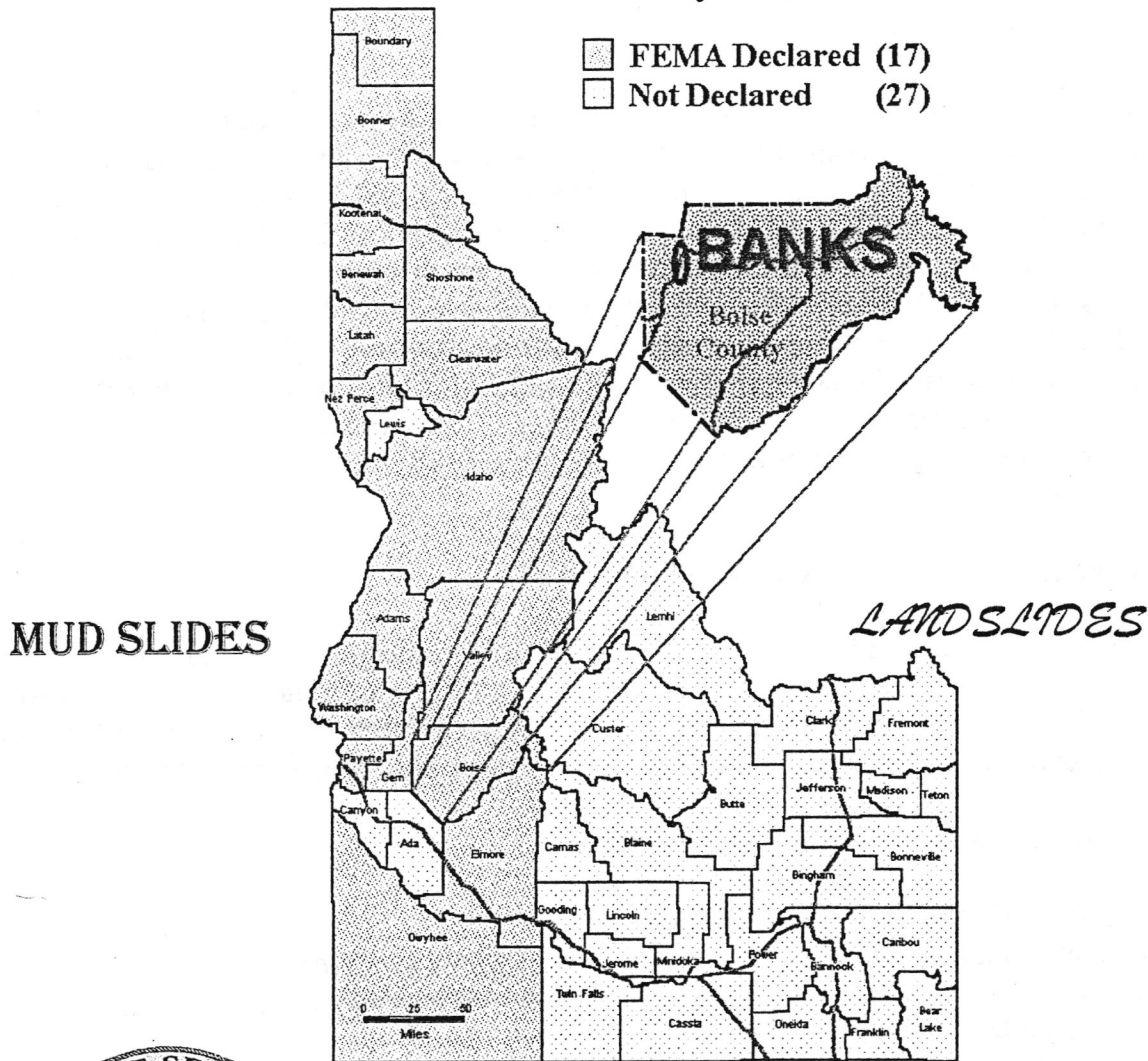 FEMA Declared (17)
Not Declared (27)
Boundary
Bonner
Kootenai
Benewah
Shoshone
Latah
Clearwater
Nez Perce
Lewis
Idaho
BANKS
Boise
County
MUD SLIDES
LANDSLIDES
Adams
Valley
Lemhi
Washington
Custer
Clark
Fremont
Payette
Gem
Boise
Canyon
Ada
Elmore
Camas
Blaine
Butte
Jefferson
Madison
Teton
Bonneville
Bingham
Gooding
Lincoln
Owyhee
Jerome
Minidoka
Power
Bannock
Caribou
Twin Falls
Cassia
Oneida
Franklin
Bear
Lake
0 25 50
Miles